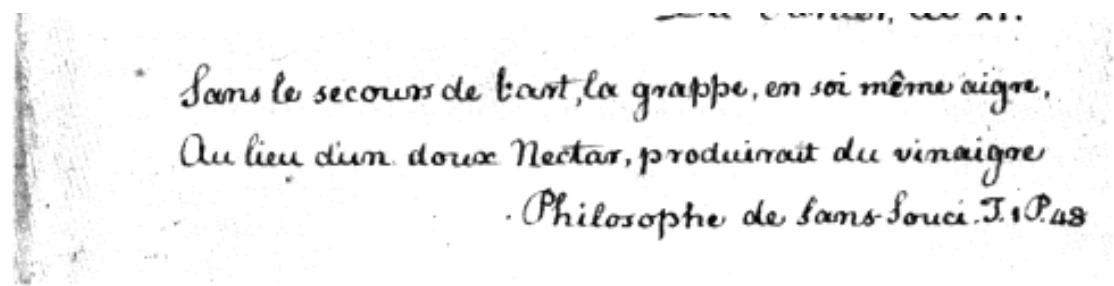 Sans le secours de l'art, la grappe, en soi même aigre,
Au lieu d'un doux Nectar, produirait du vinaigre
Philosophe de Sans-Souci. T. 1 P. 48